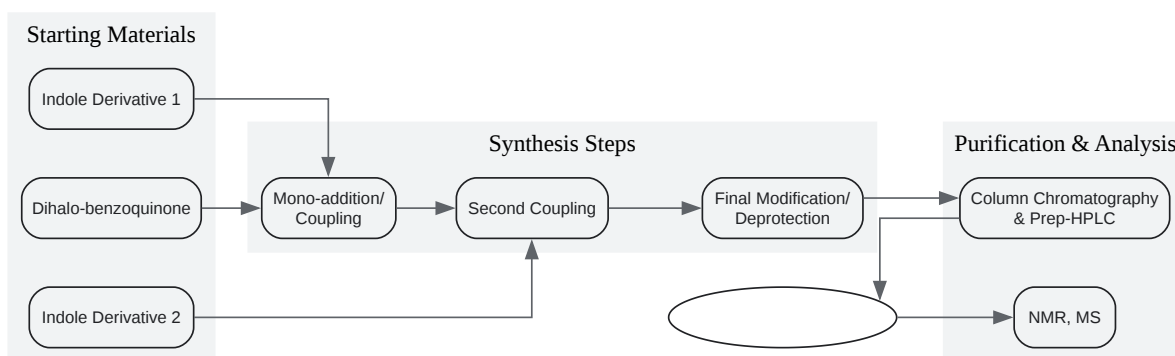 Starting Materials
Indole Derivative 1
Dihalo-benzoquinone
Indole Derivative 2
Synthesis Steps
Mono-addition/
Coupling
Second Coupling
Final Modification/
Deprotection
Purification & Analysis
Column Chromatography
& Prep-HPLC
NMR, MS